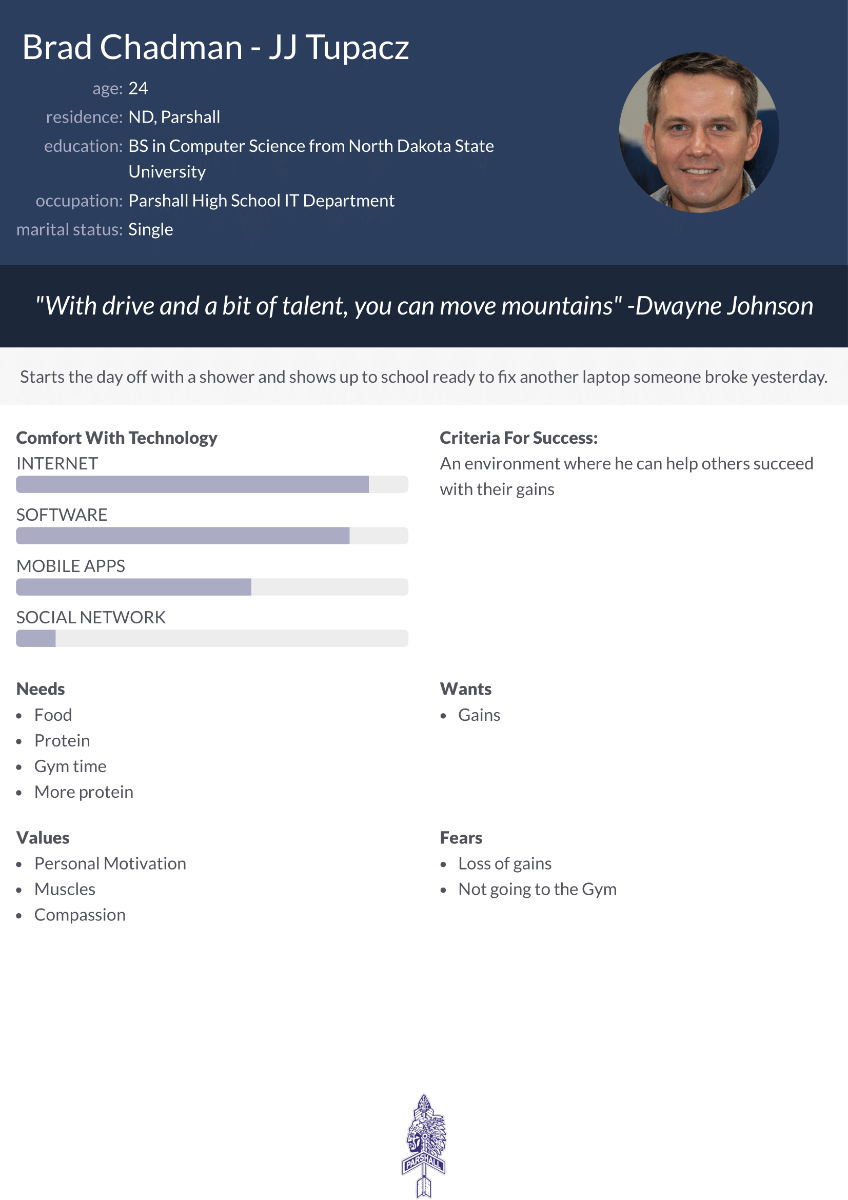 Brad Chadman - JJ Tupacz
age: 24
residence: ND, Parshall
education: BS in Computer Science from North Dakota State
University
occupation: Parshall High School IT Department
marital status: Single
"With drive and a bit of talent, you can move mountains" -Dwayne Johnson
Starts the day off with a shower and shows up to school ready to fix another laptop someone broke yesterday.
Comfort With Technology
INTERNET
SOFTWARE
MOBILE APPS
SOCIAL NETWORK
Criteria For Success:
An environment where he can help others succeed
with their gains
Needs
• Food
• Protein
• Gym time
• More protein
Wants
• Gains
Values
• Personal Motivation
• Muscles
• Compassion
Fears
• Loss of gains
• Not going to the Gym
PARSHALL